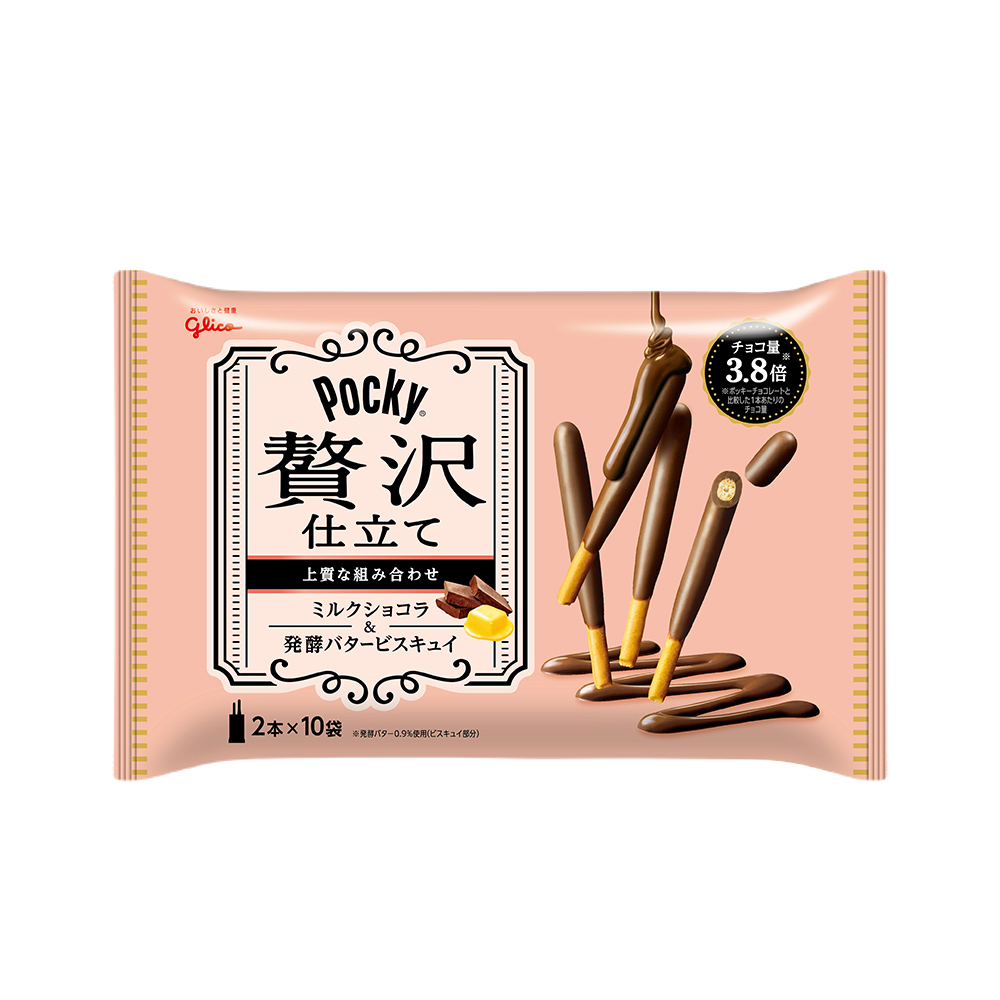 おいしさと健康
Glico
Pocky®
贅沢
仕立て
上質な組み合わせ
ミルクショコラ
&
発酵バタービスキュイ
2本×10袋
※発酵バター0.9%使用(ビスキュイ部分)
チョコ量※
3.8倍
※ポッキーチョコレートと
比較した1本あたりの
チョコ量